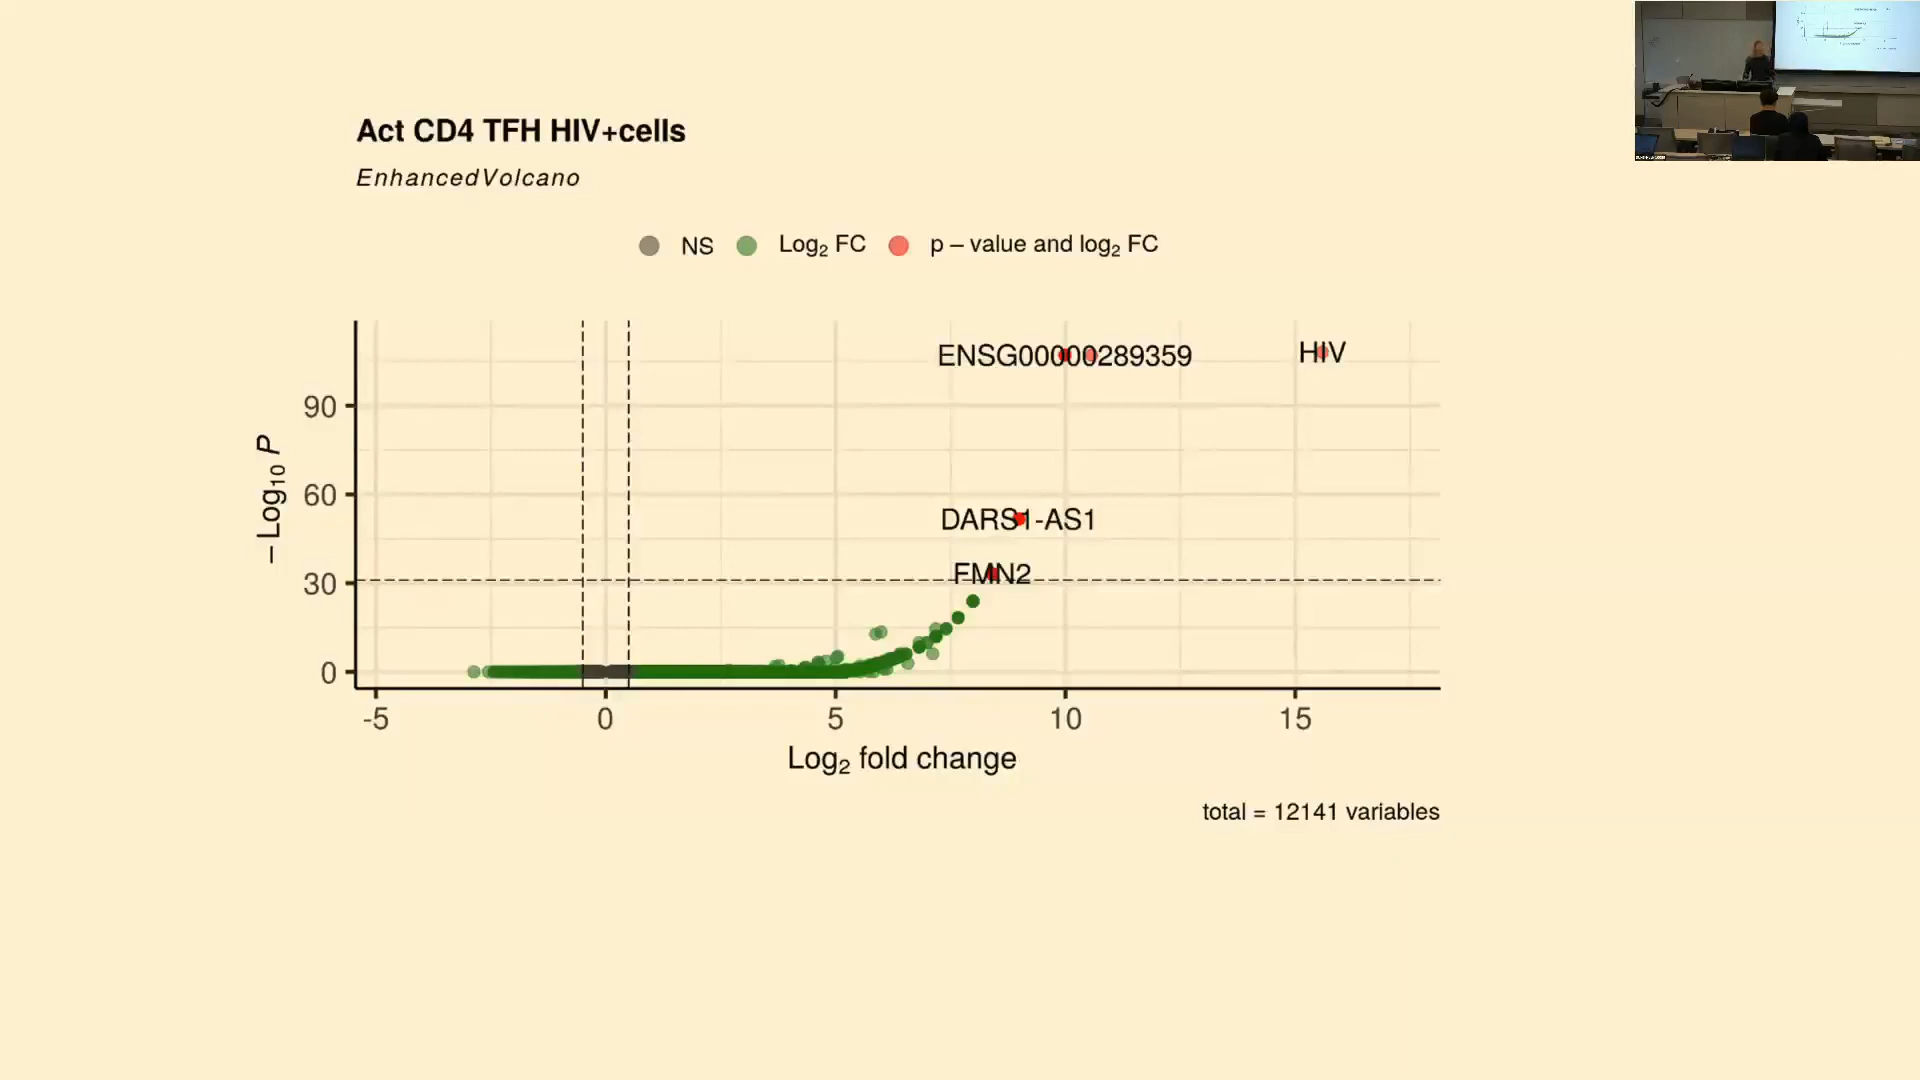 Act CD4 TFH HIV+cells
EnhancedVolcano
NS Log2 FC p – value and log2 FC
ENSG00000289359
HIV
DARS1-AS1
FMN2
– Log10 P
90
60
30
0
-5 0 5 10 15
Log2 fold change
total = 12141 variables